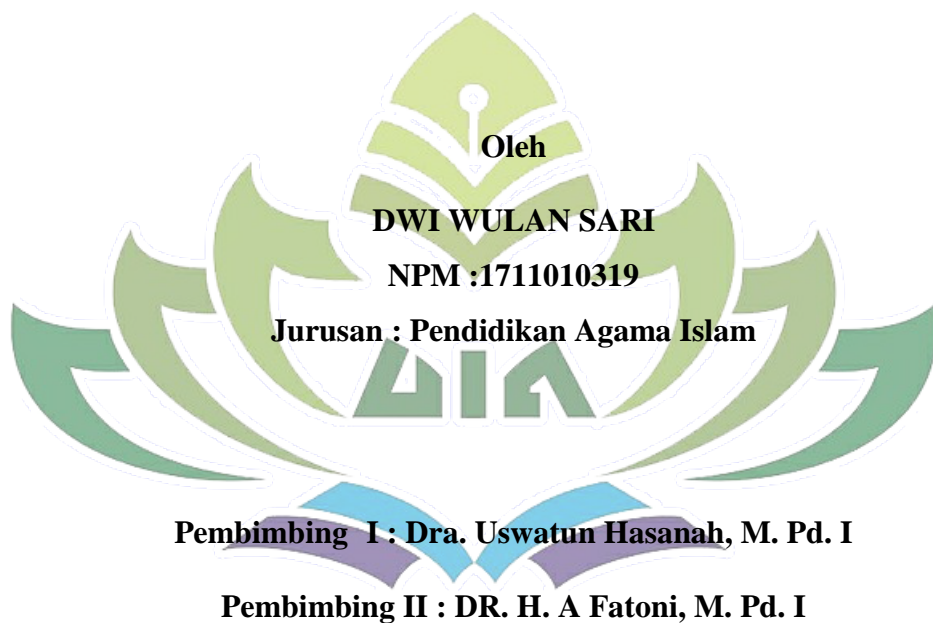 Oleh
DWI WULAN SARI
NPM :1711010319
Jurusan : Pendidikan Agama Islam
UIN
Pembimbing I : Dra. Uswatun Hasanah, M. Pd. I
Pembimbing II : DR. H. A Fatoni, M. Pd. I